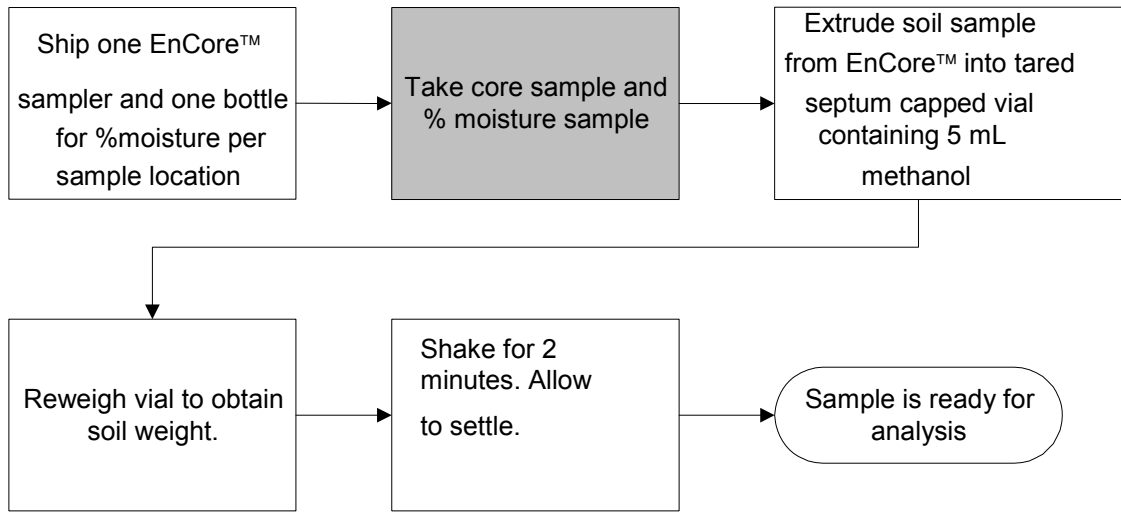 Ship one EnCore™
sampler and one bottle
for %moisture per
sample location
Take core sample and
% moisture sample
Extrude soil sample
from EnCore™ into tared
septum capped vial
containing 5 mL
methanol
Reweigh vial to obtain
soil weight.
Shake for 2
minutes. Allow
to settle.
Sample is ready for
analysis